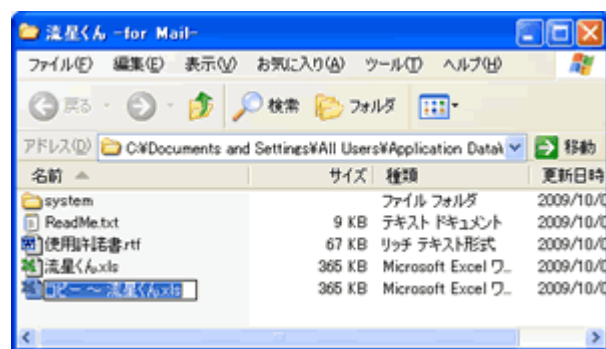 流星くん -for Mail-
ファイル(F) 編集(E) 表示(V) お気に入り(A) ツール(T) ヘルプ(H)
戻る 検索 フォルダ
アドレス(D) C:¥Documents and Settings¥All Users¥Application Data¥ 移動
名前 サイズ 種類 更新日時
system ファイル フォルダ 2009/10/0
ReadMe.txt 9 KB テキスト ドキュメント 2009/10/0
使用許諾書.rtf 67 KB リッチ テキスト形式 2009/10/0
流星くん.xls 365 KB Microsoft Excel ワ... 2009/10/0
コピー ～ 流星くん.xls 365 KB Microsoft Excel ワ... 2009/10/0